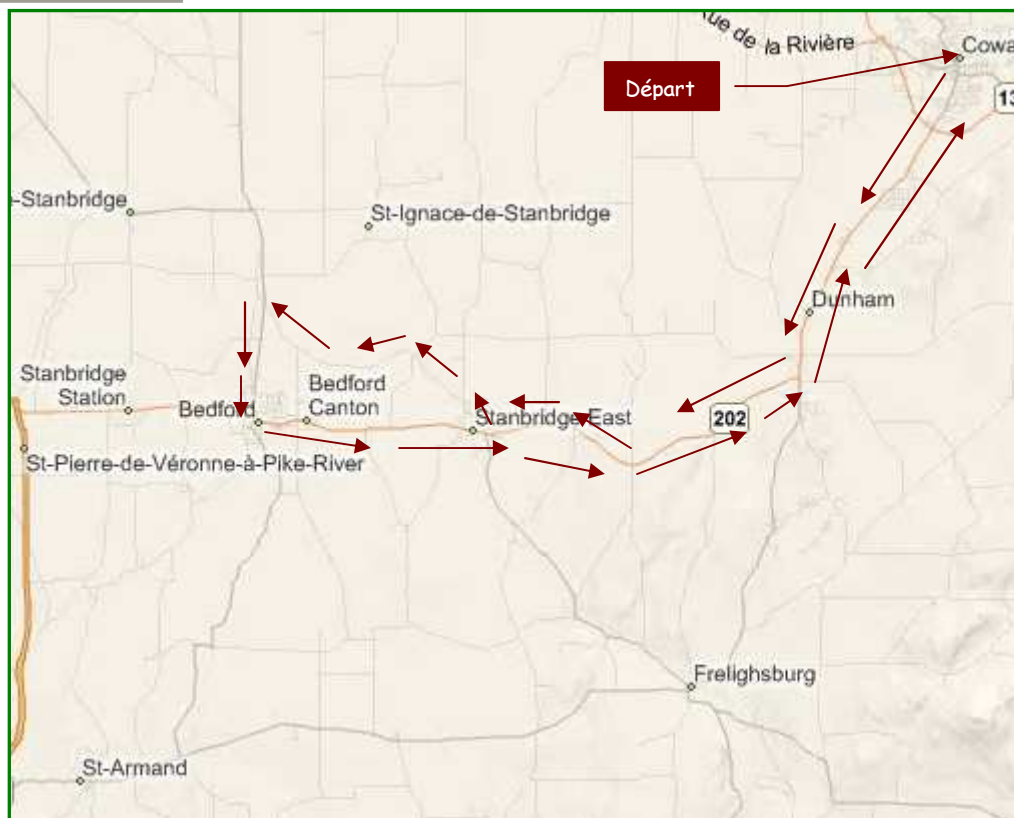 Rue de la Rivière
Cowa
Départ
13
-Stanbridge
St-Ignace-de-Stanbridge
Dunham
Stanbridge
Station
Bedford
Canton
Bedford
Stanbridge East
202
St-Pierre-de-Véronne-à-Pike-River
Frelighsburg
St-Armand